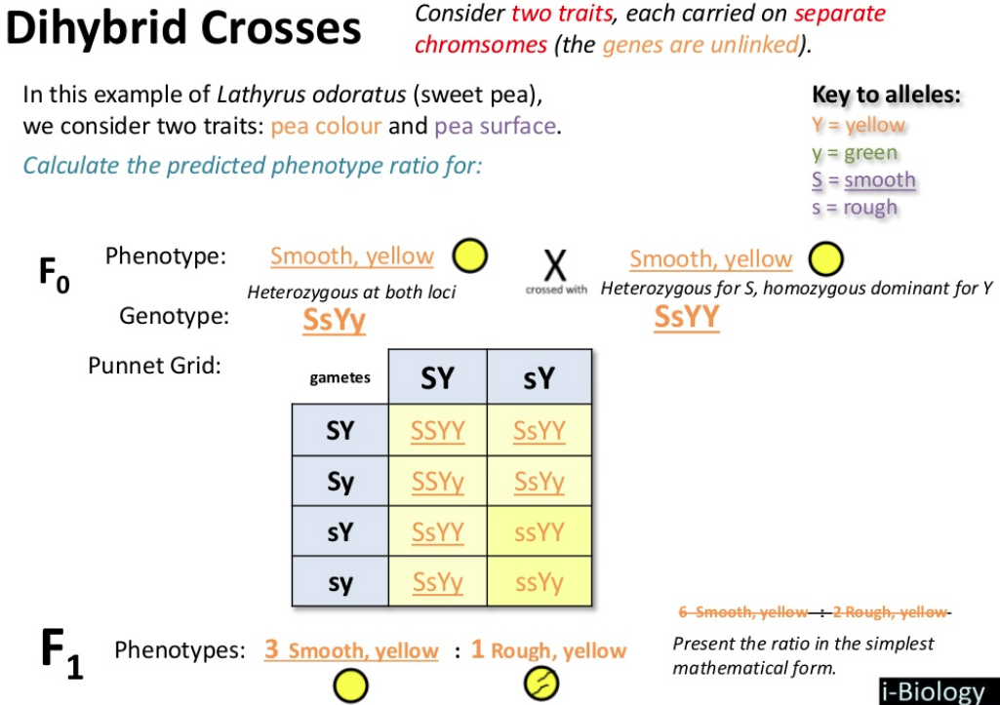 Dihybrid Crosses
Consider two traits, each carried on separate
chromsomes (the genes are unlinked).
In this example of Lathyrus odoratus (sweet pea),
we consider two traits: pea colour and pea surface.
Calculate the predicted phenotype ratio for:
Key to alleles:
Y = yellow
y = green
S = smooth
s = rough
F0
Phenotype: Smooth, yellow X Smooth, yellow
Heterozygous at both loci crossed with Heterozygous for S, homozygous dominant for Y
Genotype: SsYy SsYY
Punnet Grid:
gametes SY sY
SY SSYY SsYY
Sy SSYy SsYy
sY SsYY ssYY
sy SsYy ssYy
6 Smooth, yellow : 2 Rough, yellow
F1 Phenotypes: 3 Smooth, yellow : 1 Rough, yellow
Present the ratio in the simplest
mathematical form.
i-Biology